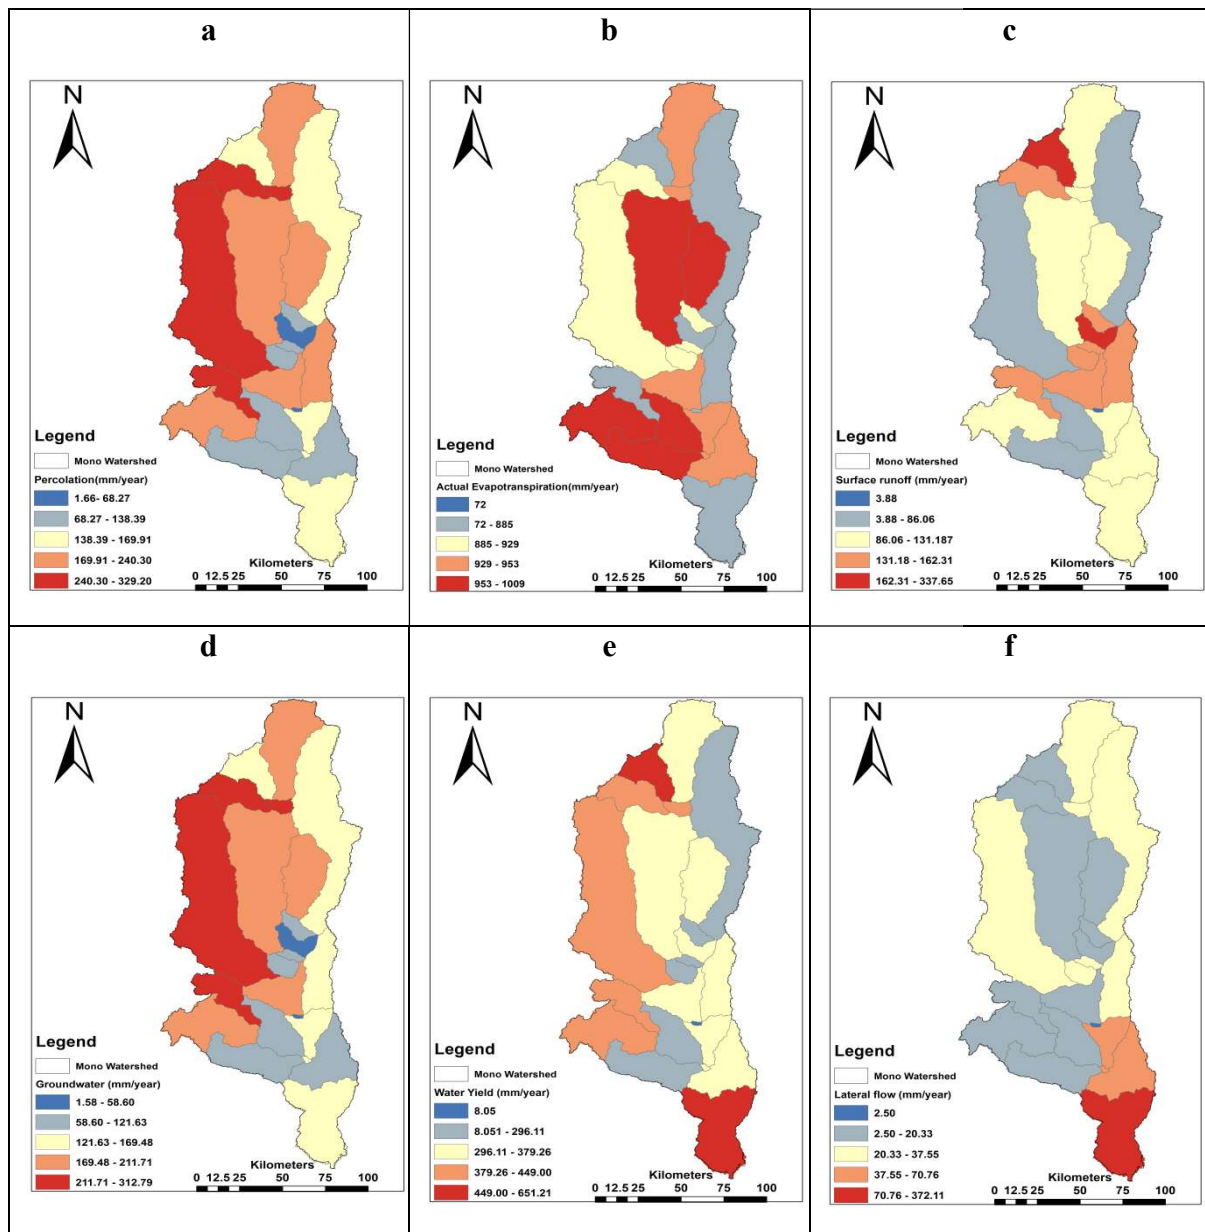 a
N
Legend
Mono Watershed
Percolation(mm/year)
1.66- 68.27
68.27 - 138.39
138.39 - 169.91
169.91 - 240.30
240.30 - 329.20
Kilometers
0 12.5 25 50 75 100
b
N
Legend
Mono Watershed
Actual Evapotranspiration(mm/year)
72
72 - 885
885 - 929
929 - 953
953 - 1009
Kilometers
0 12.5 25 50 75 100
c
N
Legend
Mono Watershed
Surface runoff (mm/year)
3.88
3.88 - 86.06
86.06 - 131.187
131.18 - 162.31
162.31 - 337.65
Kilometers
0 12.5 25 50 75 100
d
N
Legend
Mono Watershed
Groundwater (mm/year)
1.58 - 58.60
58.60 - 121.63
121.63 - 169.48
169.48 - 211.71
211.71 - 312.79
Kilometers
0 12.5 25 50 75 100
e
N
Legend
Mono Watershed
Water Yield (mm/year)
8.05
8.051 - 296.11
296.11 - 379.26
379.26 - 449.00
449.00 - 651.21
Kilometers
0 12.5 25 50 75 100
f
N
Legend
Mono Watershed
Lateral flow (mm/year)
2.50
2.50 - 20.33
20.33 - 37.55
37.55 - 70.76
70.76 - 372.11
Kilometers
0 12.5 25 50 75 100